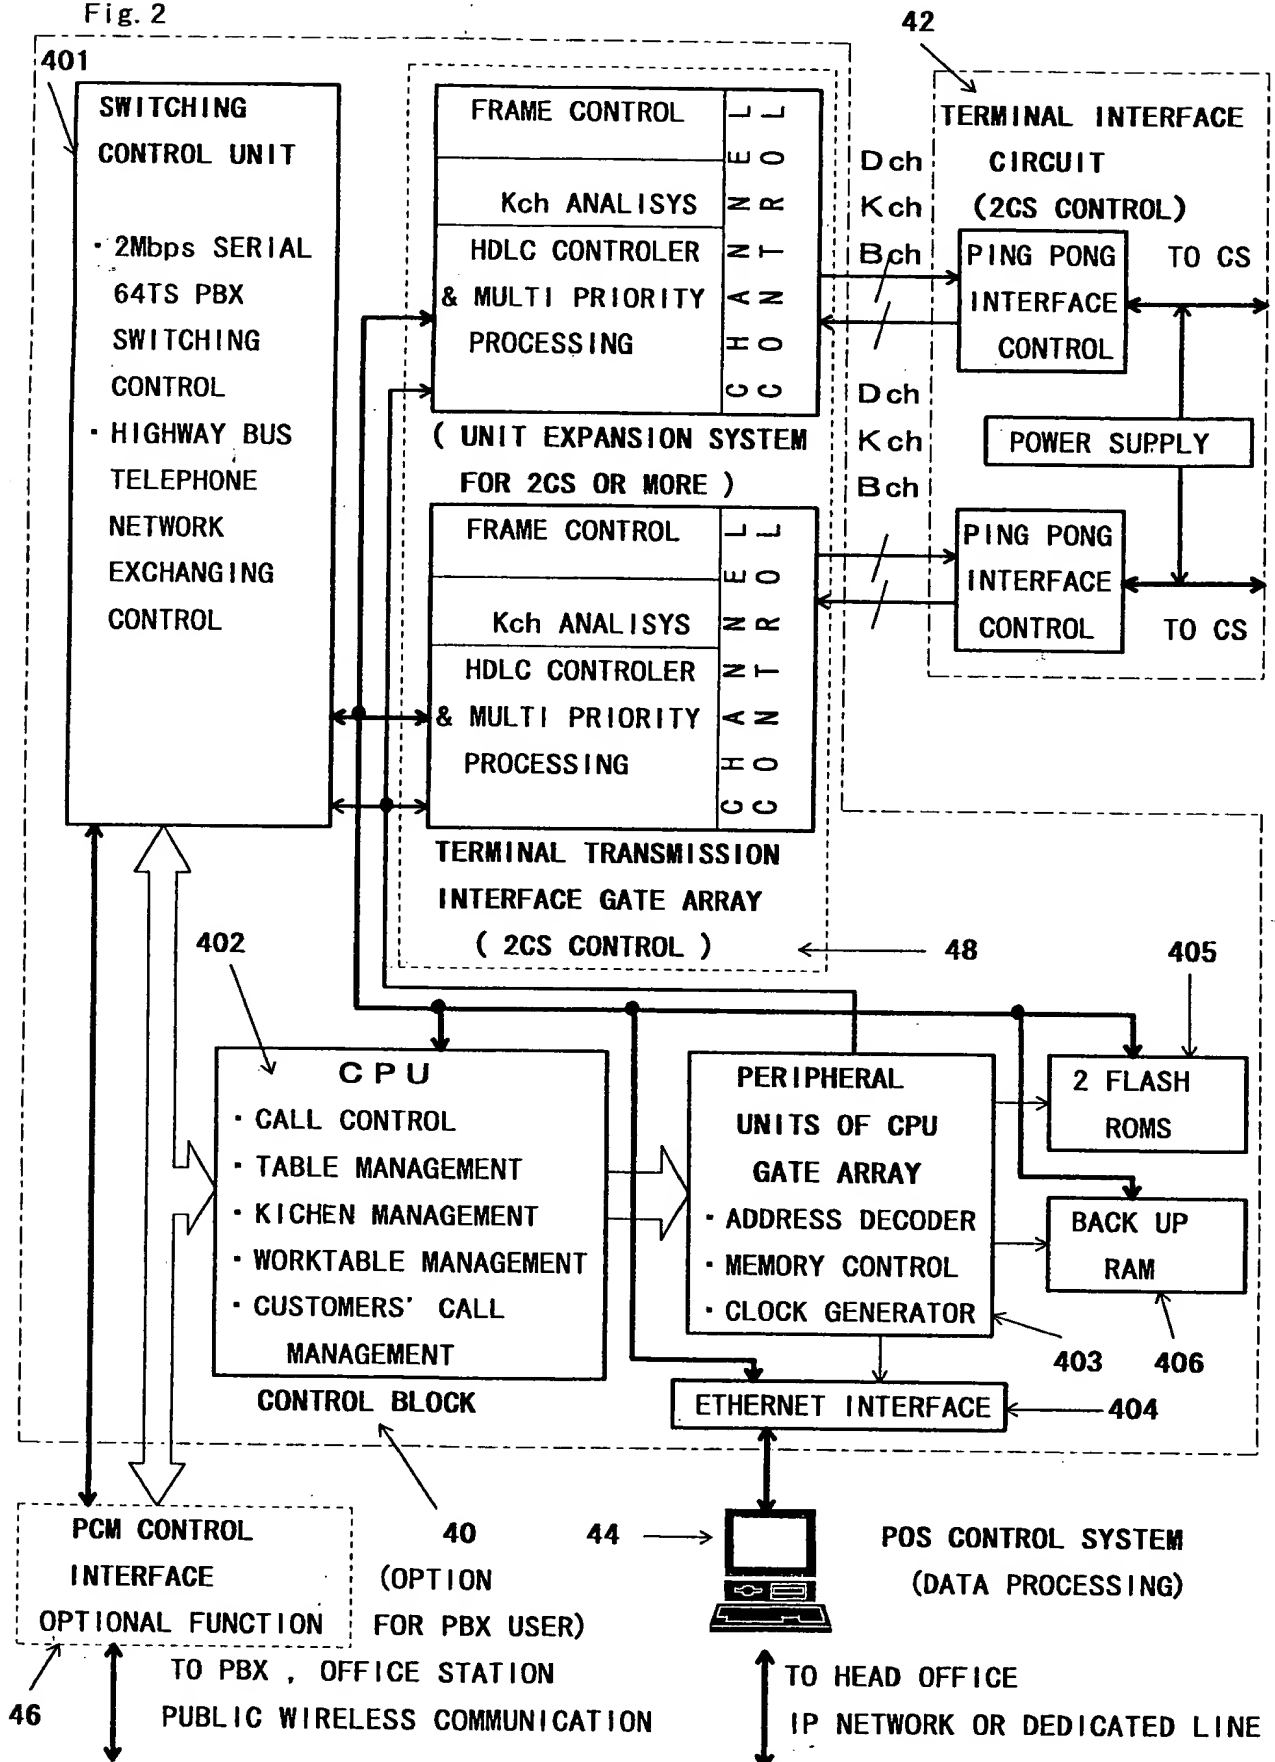 Fig. 2
401
SWITCHING
CONTROL UNIT
・2Mbps SERIAL
64TS PBX
SWITCHING
CONTROL
・HIGHWAY BUS
TELEPHONE
NETWORK
EXCHANGING
CONTROL
FRAME CONTROL
Kch ANALISYS
HDLC CONTROLER
& MULTI PRIORITY
PROCESSING
CHANNEL
CONTROL
( UNIT EXPANSION SYSTEM
FOR 2CS OR MORE )
FRAME CONTROL
Kch ANALISYS
HDLC CONTROLER
& MULTI PRIORITY
PROCESSING
CHANNEL
CONTROL
TERMINAL TRANSMISSION
INTERFACE GATE ARRAY
( 2CS CONTROL )
48
Dch
Kch
Bch
Dch
Kch
Bch
42
TERMINAL INTERFACE
CIRCUIT
(2CS CONTROL)
PING PONG
INTERFACE
CONTROL
TO CS
POWER SUPPLY
PING PONG
INTERFACE
CONTROL
TO CS
402
CPU
・CALL CONTROL
・TABLE MANAGEMENT
・KICHEN MANAGEMENT
・WORKTABLE MANAGEMENT
・CUSTOMERS' CALL
MANAGEMENT
CONTROL BLOCK
40
(OPTION
FOR PBX USER)
PERIPHERAL
UNITS OF CPU
GATE ARRAY
・ADDRESS DECODER
・MEMORY CONTROL
・CLOCK GENERATOR
403
405
2 FLASH
ROMS
BACK UP
RAM
406
ETHERNET INTERFACE
404
PCM CONTROL
INTERFACE
OPTIONAL FUNCTION
46
TO PBX , OFFICE STATION
PUBLIC WIRELESS COMMUNICATION
44
POS CONTROL SYSTEM
(DATA PROCESSING)
TO HEAD OFFICE
IP NETWORK OR DEDICATED LINE